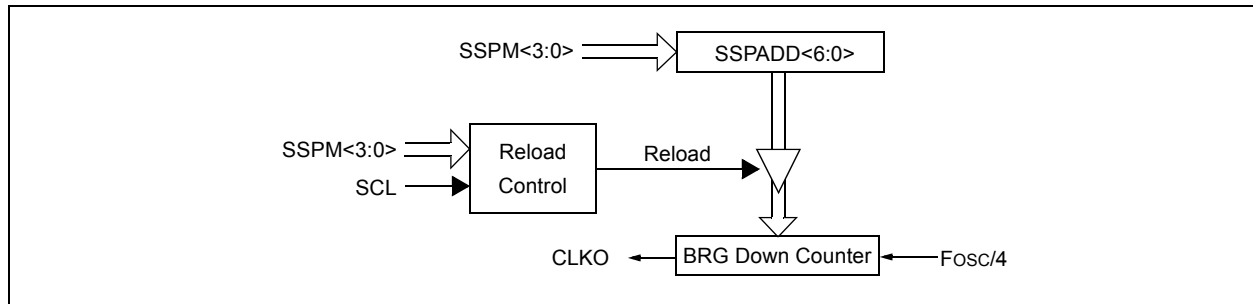 SSPM<3:0>
SSPADD<6:0>
SSPM<3:0>
SCL
Reload
Control
Reload
CLKO
BRG Down Counter
FOSC/4